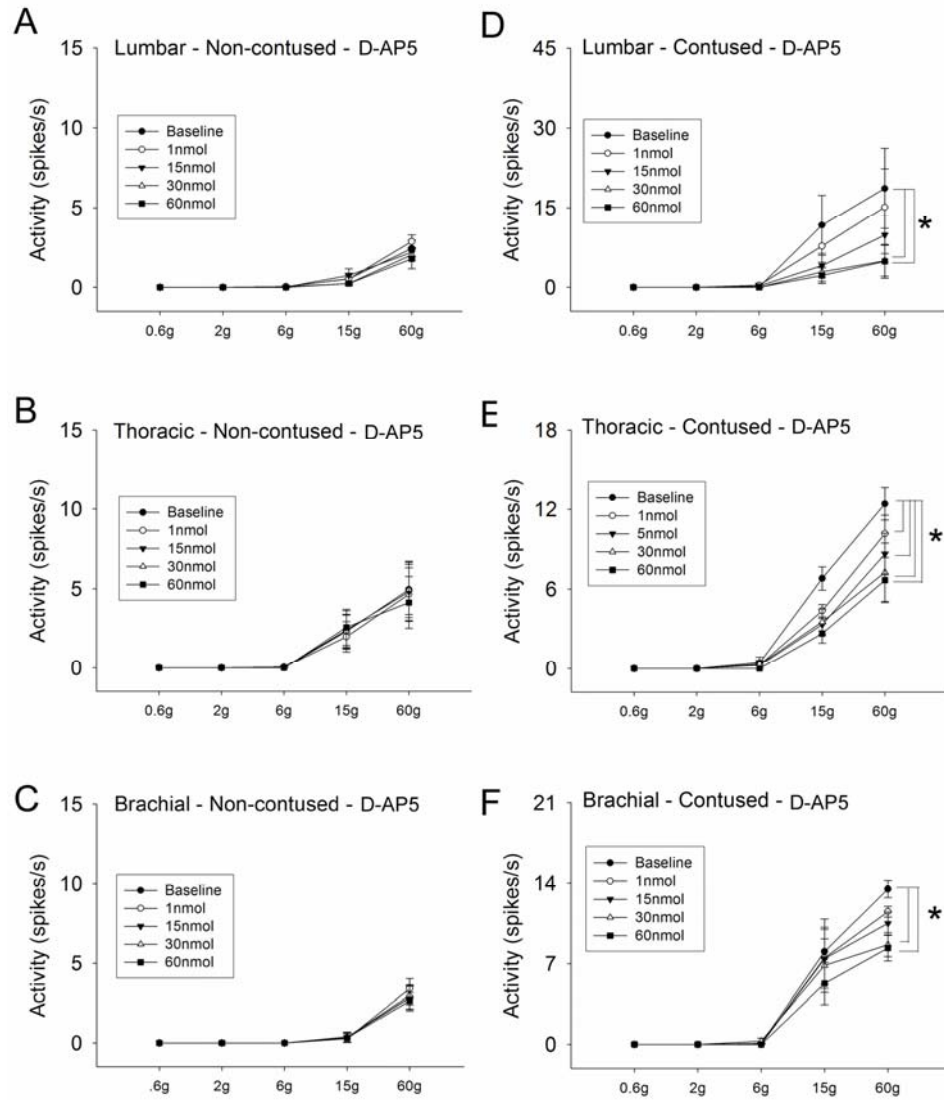 A
Lumbar - Non-contused - D-AP5
Activity (spikes/s)
15
10
5
0
Baseline
1nmol
15nmol
30nmol
60nmol
0.6g 2g 6g 15g 60g
D
Lumbar - Contused - D-AP5
Activity (spikes/s)
45
30
15
0
Baseline
1nmol
15nmol
30nmol
60nmol
*
0.6g 2g 6g 15g 60g
B
Thoracic - Non-contused - D-AP5
Activity (spikes/s)
15
10
5
0
Baseline
1nmol
15nmol
30nmol
60nmol
0.6g 2g 6g 15g 60g
E
Thoracic - Contused - D-AP5
Activity (spikes/s)
18
12
6
0
Baseline
1nmol
5nmol
30nmol
60nmol
*
0.6g 2g 6g 15g 60g
C
Brachial - Non-contused - D-AP5
Activity (spikes/s)
15
10
5
0
Baseline
1nmol
15nmol
30nmol
60nmol
.6g 2g 6g 15g 60g
F
Brachial - Contused - D-AP5
Activity (spikes/s)
21
14
7
0
Baseline
1nmol
15nmol
30nmol
60nmol
*
0.6g 2g 6g 15g 60g